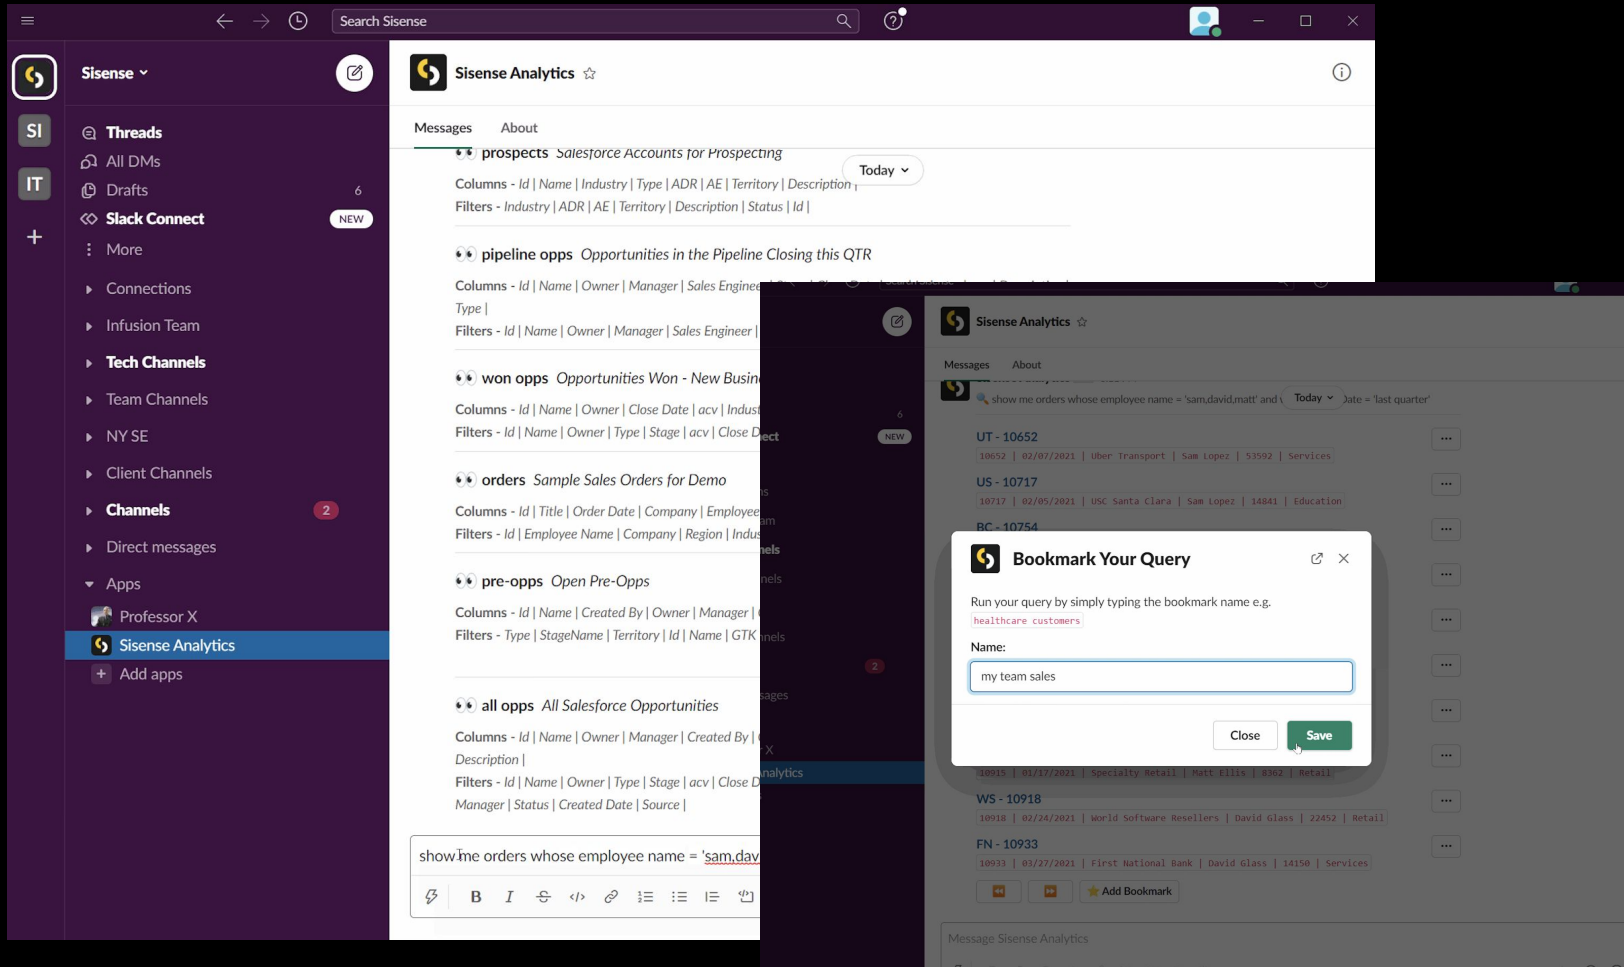 Search Sisense
Sisense
SI
IT
Threads
All DMs
Drafts 6
Slack Connect NEW
More
Connections
Infusion Team
Tech Channels
Team Channels
NY SE
Client Channels
Channels 2
Direct messages
Apps
Professor X
Sisense Analytics
Add apps
Sisense Analytics
Messages About
Today
prospects Salesforce Accounts for Prospecting
Columns - Id | Name | Industry | Type | ADR | AE | Territory | Description |
Filters - Industry | ADR | AE | Territory | Description | Status | Id |
pipeline opps Opportunities in the Pipeline Closing this QTR
Columns - Id | Name | Owner | Manager | Sales Enginee
Type |
Filters - Id | Name | Owner | Manager | Sales Engineer |
won opps Opportunities Won - New Busin
Columns - Id | Name | Owner | Close Date | acv | Indust
Filters - Id | Name | Owner | Type | Stage | acv | Close D
orders Sample Sales Orders for Demo
Columns - Id | Title | Order Date | Company | Employee
Filters - Id | Employee Name | Company | Region | Indus
pre-opps Open Pre-Opps
Columns - Id | Name | Created By | Owner | Manager |
Filters - Type | StageName | Territory | Id | Name | GTK
all opps All Salesforce Opportunities
Columns - Id | Name | Owner | Manager | Created By |
Description |
Filters - Id | Name | Owner | Type | Stage | acv | Close D
Manager | Status | Created Date | Source |
show me orders whose employee name = 'sam,dav
B I S </>
Sisense Analytics
Messages About
show me orders whose employee name = 'sam,david,matt' and Today Date = 'last quarter'
6
NEW
2
UT - 10652
10652 | 02/07/2021 | Uber Transport | Sam Lopez | 53592 | Services
US - 10717
10717 | 02/05/2021 | USC Santa Clara | Sam Lopez | 14841 | Education
BC - 10754
Bookmark Your Query
Run your query by simply typing the bookmark name e.g.
healthcare customers
Name:
my team sales
Close Save
10915 | 01/17/2021 | Specialty Retail | Matt Ellis | 8362 | Retail
WS - 10918
10918 | 02/24/2021 | World Software Resellers | David Glass | 22452 | Retail
FN - 10933
10933 | 03/27/2021 | First National Bank | David Glass | 14150 | Services
Add Bookmark
Message Sisense Analytics